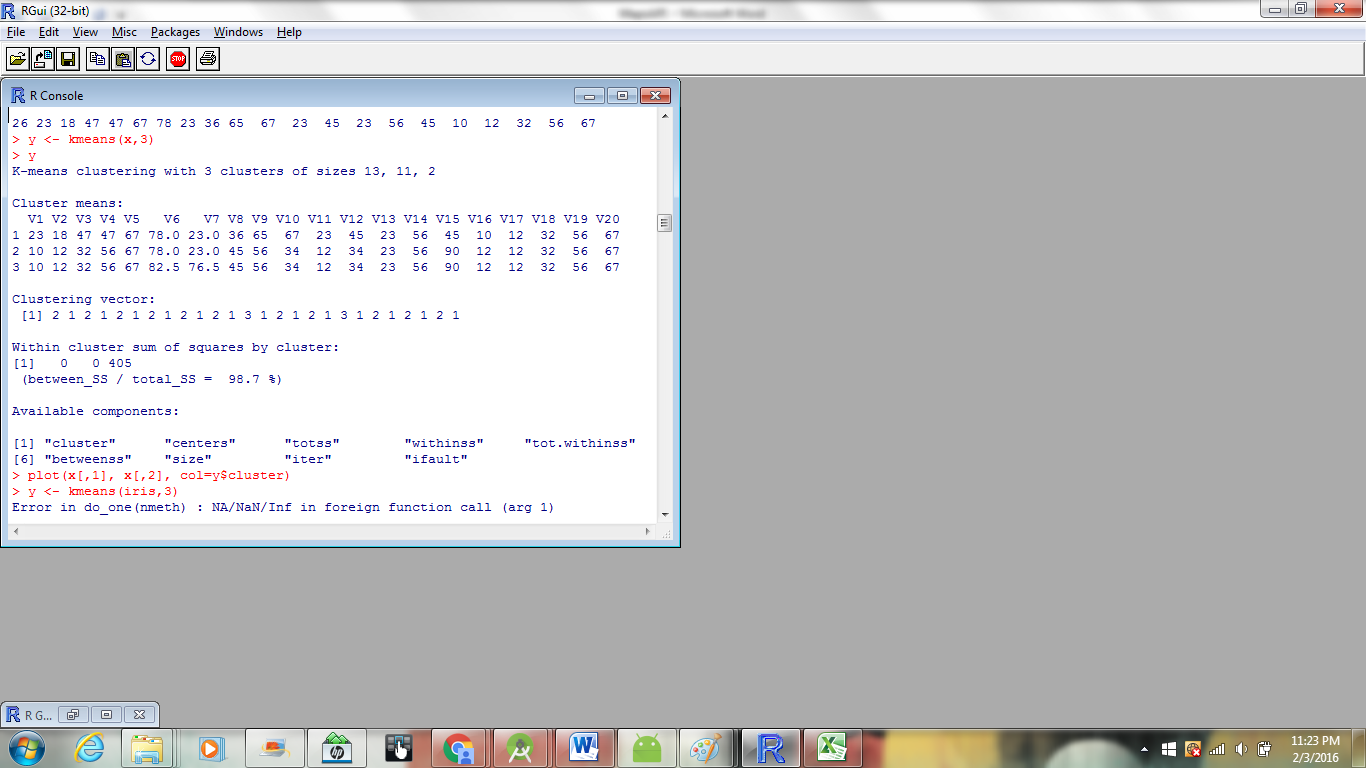 RGui (32-bit)
File Edit View Misc Packages Windows Help
STOP
R Console
26 23 18 47 47 67 78 23 36 65 67 23 45 23 56 45 10 12 32 56 67
> y <- kmeans(x,3)
> y
K-means clustering with 3 clusters of sizes 13, 11, 2
Cluster means:
V1 V2 V3 V4 V5 V6 V7 V8 V9 V10 V11 V12 V13 V14 V15 V16 V17 V18 V19 V20
1 23 18 47 47 67 78.0 23.0 36 65 67 23 45 23 56 45 10 12 32 56 67
2 10 12 32 56 67 78.0 23.0 45 56 34 12 34 23 56 90 12 12 32 56 67
3 10 12 32 56 67 82.5 76.5 45 56 34 12 34 23 56 90 12 12 32 56 67
Clustering vector:
[1] 2 1 2 1 2 1 2 1 2 1 2 1 3 1 2 1 2 1 3 1 2 1 2 1 2 1
Within cluster sum of squares by cluster:
[1] 0 0 405
(between_SS / total_SS = 98.7 %)
Available components:
[1] "cluster" "centers" "totss" "withinss" "tot.withinss"
[6] "betweenss" "size" "iter" "ifault"
> plot(x[,1], x[,2], col=y$cluster)
> y <- kmeans(iris,3)
Error in do_one(nmeth) : NA/NaN/Inf in foreign function call (arg 1)
R G...
11:23 PM
2/3/2016